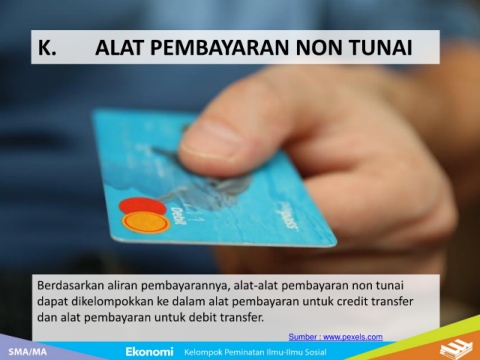 K. ALAT PEMBAYARAN NON TUNAI
Debit
Berdasarkan aliran pembayarannya, alat-alat pembayaran non tunai
dapat dikelompokkan ke dalam alat pembayaran untuk credit transfer
dan alat pembayaran untuk debit transfer.
Sumber : www.pexels.com
SMA/MA Ekonomi Kelompok Peminatan Ilmu-Ilmu Sosial